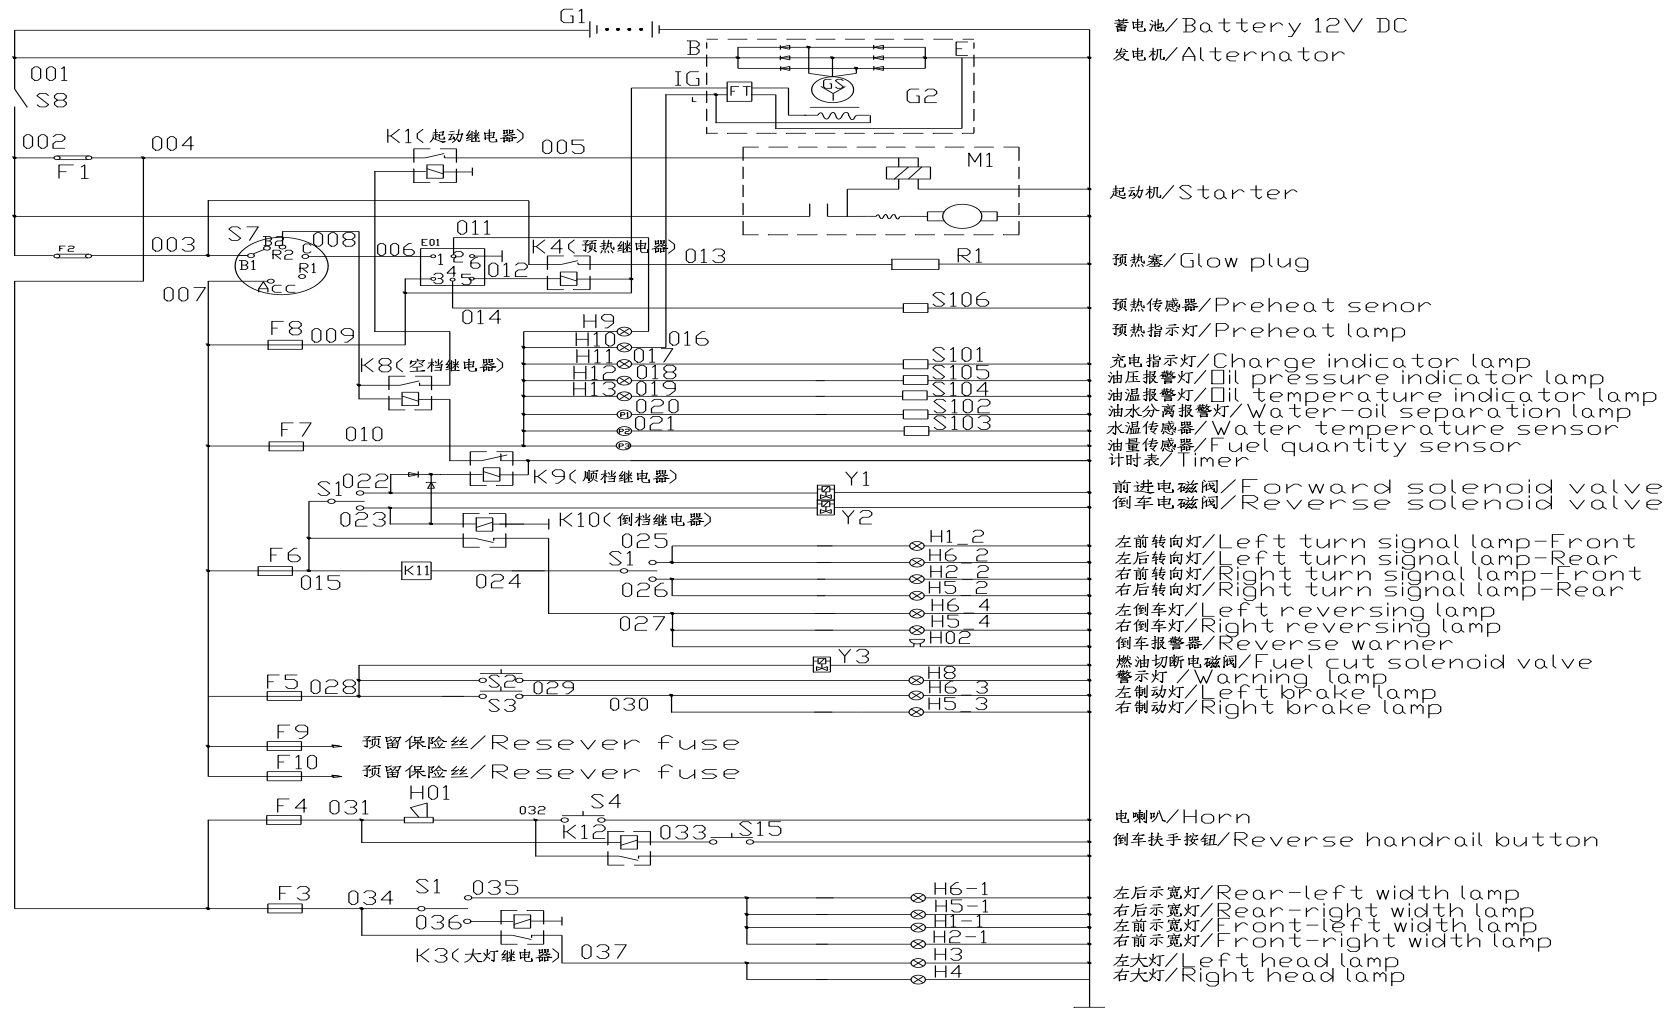 G1
蓄电池/Battery 12V DC
B
E
发电机/Alternator
001
IG
L
FT
GS
Y
G2
S8
K1(起动继电器)
002
004
005
M1
F1
起动机/Starter
011
S7
B2
008
E01
K4(预热继电器)
F2
003
R2
C
006
1
2
6
013
R1
预热塞/Glow plug
B1
R1
4
3
5
012
Acc
007
014
S106
预热传感器/Preheat senor
F8
009
H9
预热指示灯/Preheat lamp
H10
016
K8(空档继电器)
H11
017
S101
充电指示灯/Charge indicator lamp
H12
018
S105
油压报警灯/Oil pressure indicator lamp
H13
019
S104
油温报警灯/Oil temperature indicator lamp
P1
020
S102
油水分离报警灯/Water-oil separation lamp
F7
010
P2
021
S103
水温传感器/Water temperature sensor
P3
油量传感器/Fuel quantity sensor
计时表/Timer
K9(顺档继电器)
S1
022
Y1
前进电磁阀/Forward solenoid valve
023
Y2
倒车电磁阀/Reverse solenoid valve
K10(倒档继电器)
025
H1_2
左前转向灯/Left turn signal lamp-Front
F6
S1
H6_2
左后转向灯/Left turn signal lamp-Rear
015
K11
024
H2_2
右前转向灯/Right turn signal lamp-Front
026
H5_2
右后转向灯/Right turn signal lamp-Rear
H6_4
左倒车灯/Left reversing lamp
027
H5_4
右倒车灯/Right reversing lamp
H02
倒车报警器/Reverse warner
Y3
燃油切断电磁阀/Fuel cut solenoid valve
F5
028
S2
029
H8
警示灯/Warning lamp
H6_3
左制动灯/Left brake lamp
S3
030
H5_3
右制动灯/Right brake lamp
F9
预留保险丝/Resever fuse
F10
预留保险丝/Resever fuse
F4
031
H01
032
S4
电喇叭/Horn
K12
033
S15
倒车扶手按钮/Reverse handrail button
F3
034
S1
035
H6-1
左后示宽灯/Rear-left width lamp
036
H5-1
右后示宽灯/Rear-right width lamp
H1-1
左前示宽灯/Front-left width lamp
H2-1
右前示宽灯/Front-right width lamp
K3(大灯继电器)
037
H3
左大灯/Left head lamp
H4
右大灯/Right head lamp